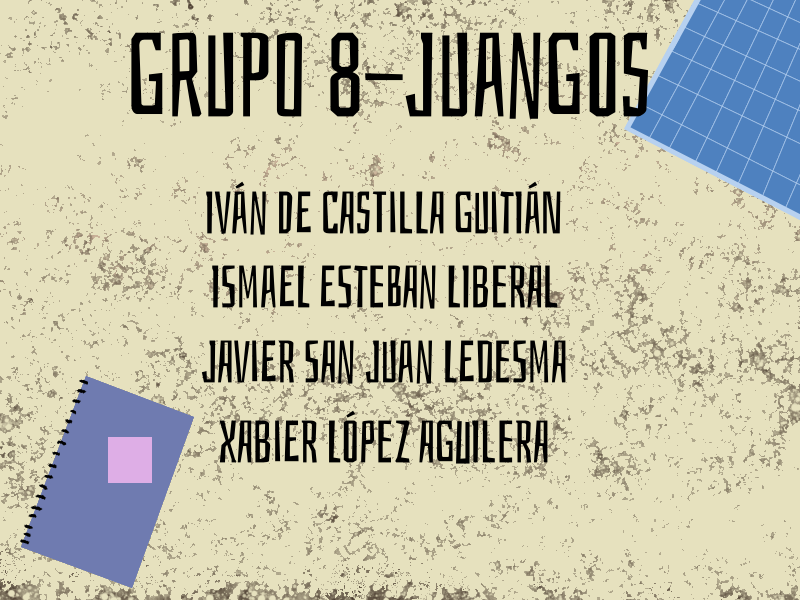 GRUPO 8-JUANGOS
IVÁN DE CASTILLA GUITIÁN
ISMAEL ESTEBAN LIBERAL
JAVIER SAN JUAN LEDESMA
XABIER LÓPEZ AGUILERA